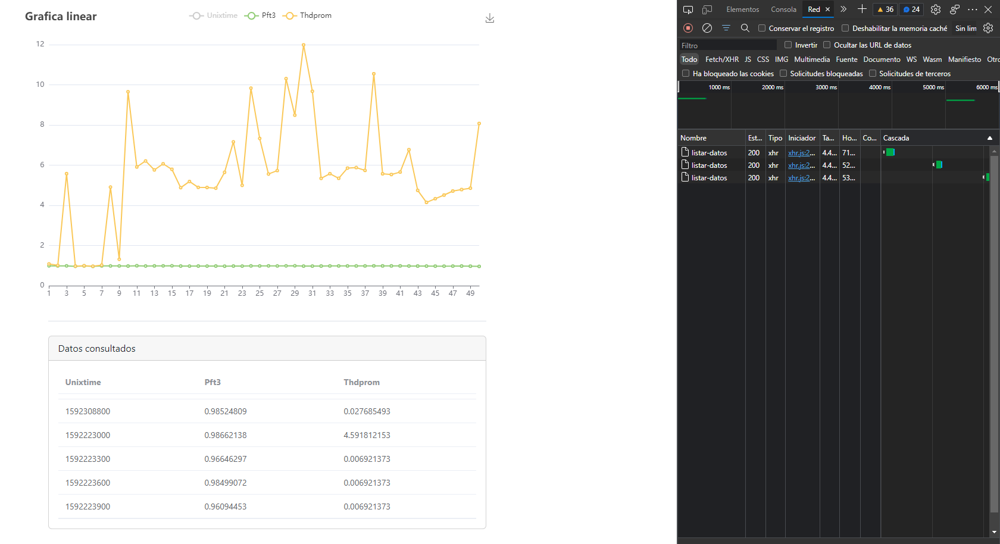 Grafica linear
Unixtime Pft3 Thdprom
12
10
8
6
4
2
0
1 3 5 7 9 11 13 15 17 19 21 23 25 27 29 31 33 35 37 39 41 43 45 47 49
Datos consultados
Unixtime Pft3 Thdprom
1592308800 0.98524809 0.027685493
1592223000 0.98662138 4.591812153
1592223300 0.96646297 0.006921373
1592223600 0.98499072 0.006921373
1592223900 0.96094453 0.006921373
Elementos Consola Red 36 24
Conservar el registro Deshabilitar la memoria caché Sin lim
Filtro Invertir Ocultar las URL de datos
Todo Fetch/XHR JS CSS IMG Multimedia Fuente Documento WS Wasm Manifiesto Otro
Ha bloqueado las cookies Solicitudes bloqueadas Solicitudes de terceros
1000 ms 2000 ms 3000 ms 4000 ms 5000 ms 6000 ms
Nombre Est... Tipo Iniciador Ta... Ho... Co... Cascada
listar-datos 200 xhr xhr.js:2... 4.4... 71...
listar-datos 200 xhr xhr.js:2... 4.4... 52...
listar-datos 200 xhr xhr.js:2... 4.4... 53...